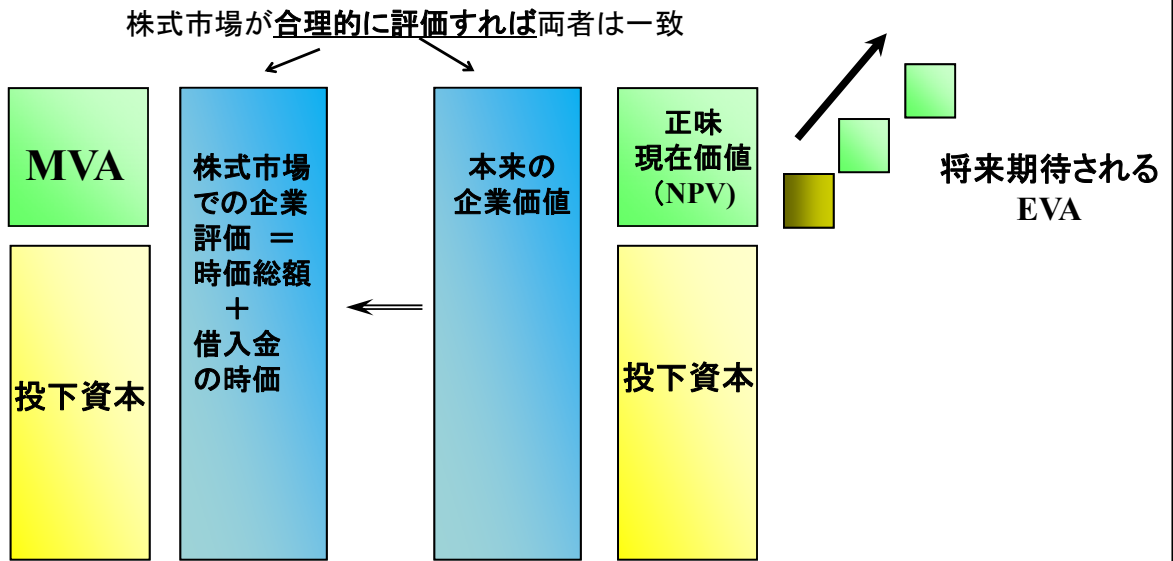 株式市場が合理的に評価すれば両者は一致
MVA
投下資本
株式市場
での企業
評価 ＝
時価総額
＋
借入金
の時価
本来の
企業価値
正味
現在価値
（NPV）
投下資本
将来期待される
EVA